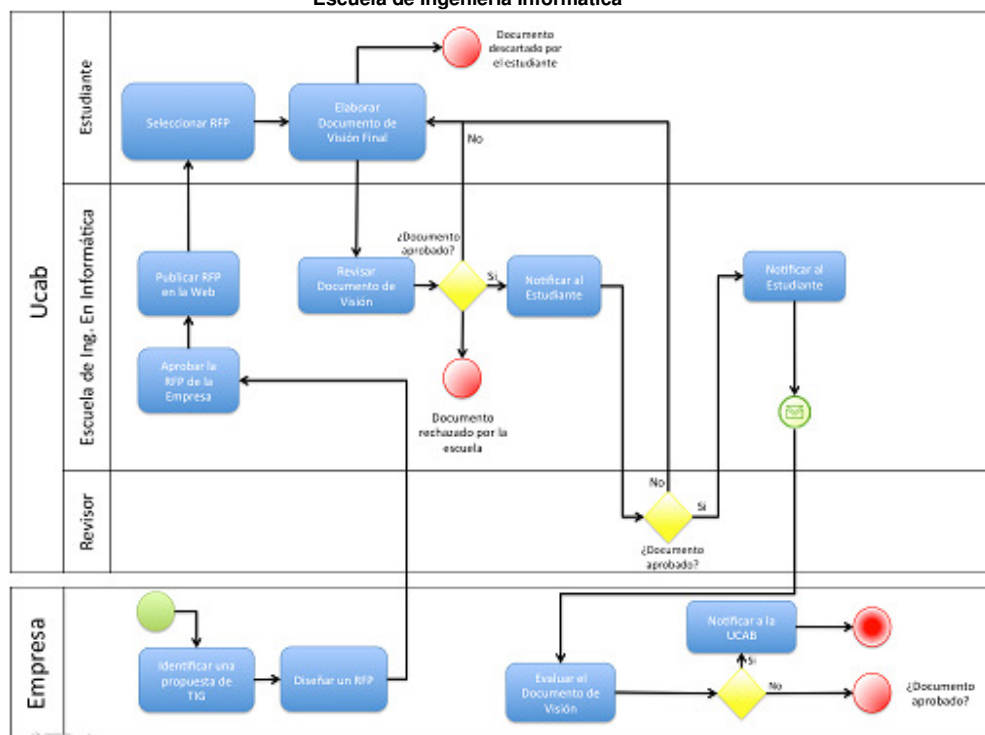 Escuela de Ingeniería Informática
Ucab
Estudiante
Seleccionar RFP
Elaborar
Documento de
Visión Final
Documento
descartado por
el estudiante
No
Escuela de Ing. En Informática
Publicar RFP
en la Web
Aprobar la
RFP de la
Empresa
Revisar
Documento de
Visión
¿Documento
aprobado?
Si
Notificar al
Estudiante
Documento
rechazado por la
escuela
Notificar al
Estudiante
Revisor
No
Si
¿Documento
aprobado?
Empresa
Identificar una
propuesta de
TIG
Diseñar un RFP
Evaluar el
Documento de
Visión
Notificar a la
UCAB
Si
No
¿Documento
aprobado?